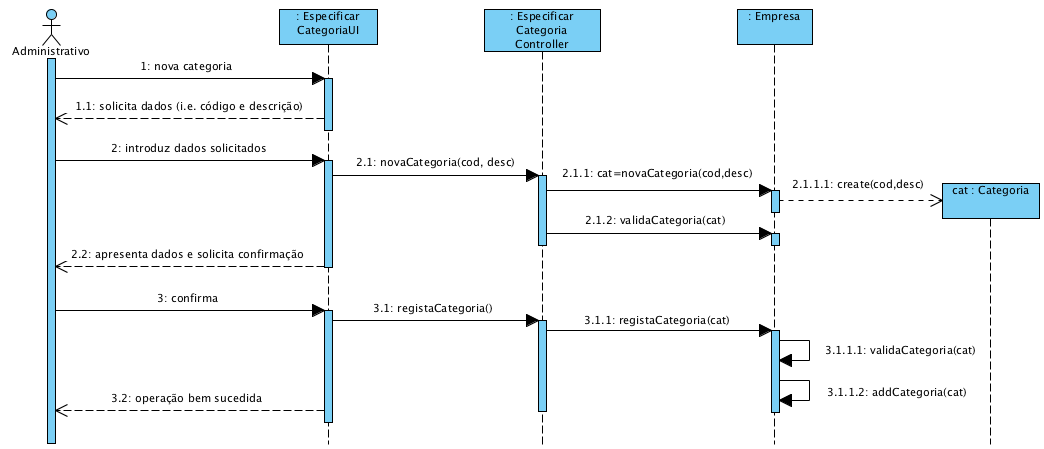 : Especificar
CategoriaUI
: Especificar
Categoria
Controller
: Empresa
Administrativo
1: nova categoria
1.1: solicita dados (i.e. código e descrição)
2: introduz dados solicitados
2.1: novaCategoria(cod, desc)
2.1.1: cat=novaCategoria(cod,desc)
2.1.1.1: create(cod,desc)
cat : Categoria
2.1.2: validaCategoria(cat)
2.2: apresenta dados e solicita confirmação
3: confirma
3.1: registaCategoria()
3.1.1: registaCategoria(cat)
3.1.1.1: validaCategoria(cat)
3.1.1.2: addCategoria(cat)
3.2: operação bem sucedida